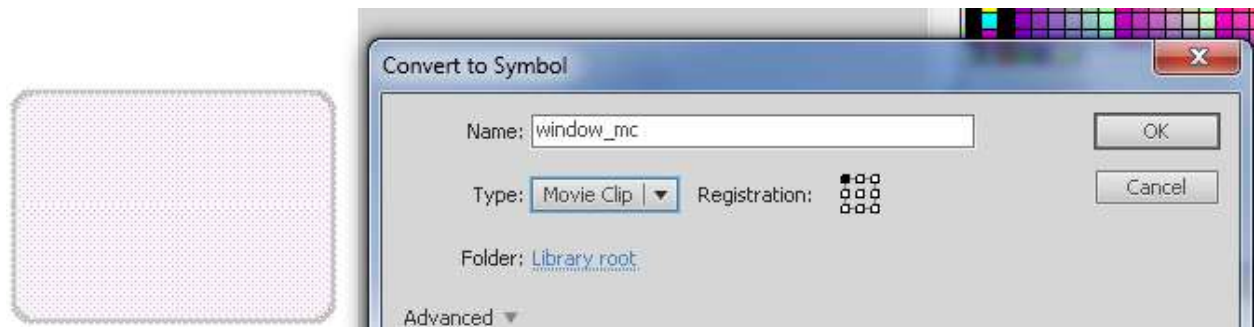 Convert to Symbol
Name: window_mc
OK
Type: Movie Clip
Registration:
Cancel
Folder: Library root
Advanced